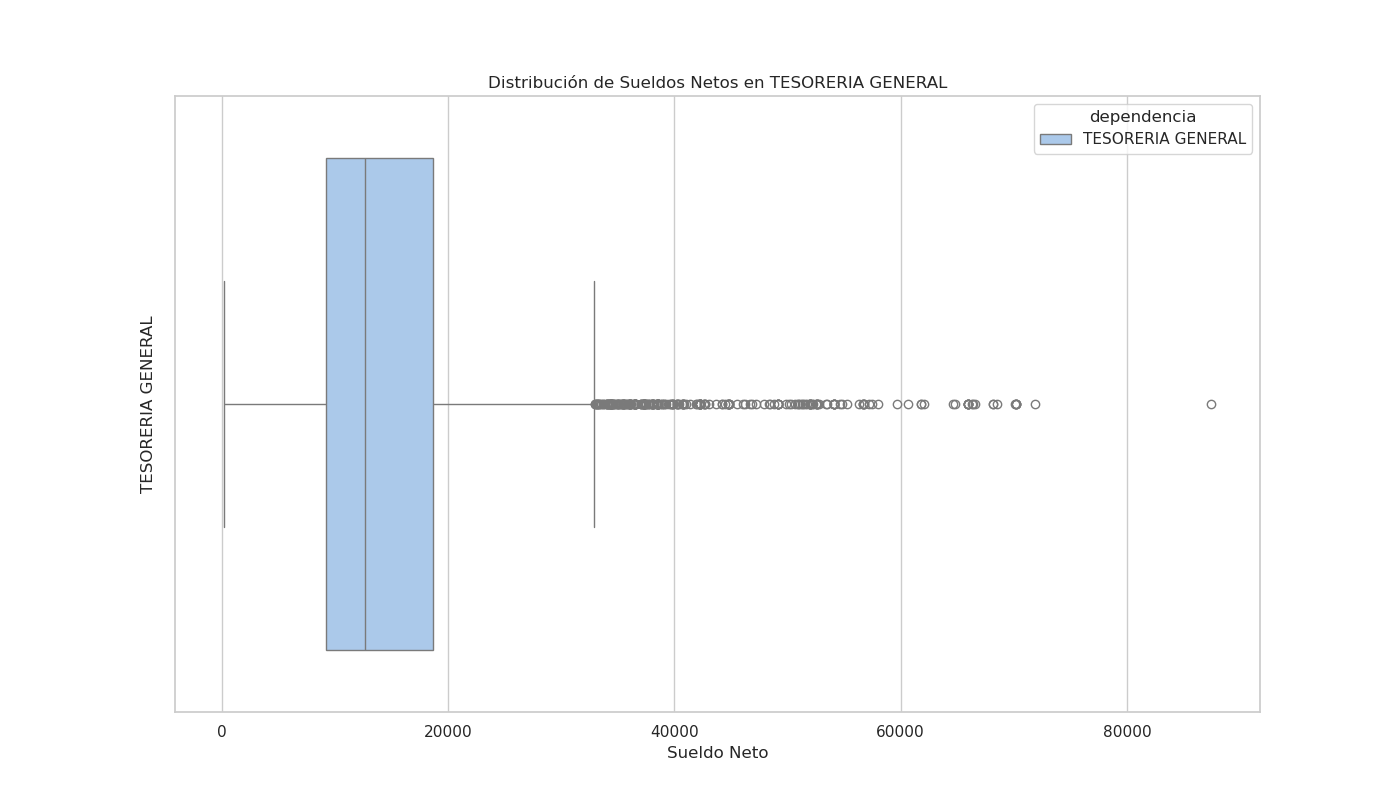 Distribución de Sueldos Netos en TESORERIA GENERAL
dependencia
TESORERIA GENERAL
TESORERIA GENERAL
0
20000
40000
60000
80000
Sueldo Neto